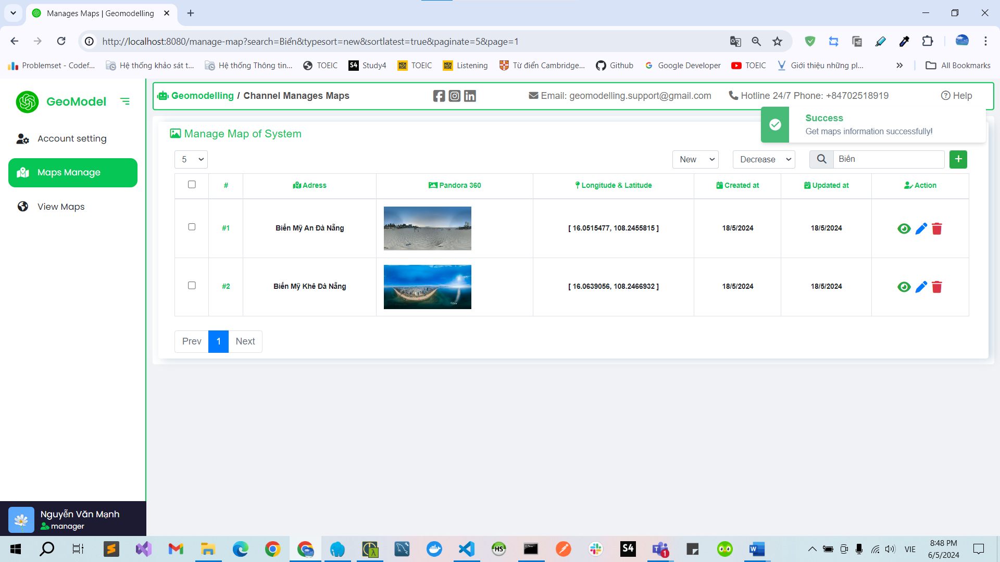 Manages Maps | Geomodelling
http://localhost:8080/manage-map?search=Biển&typesort=new&sortlatest=true&paginate=5&page=1
Problemset - Codef... Hệ thống khảo sát t... Hệ thống Thông tin... TOEIC S4 Study4 MEM RISE TOEIC MEM RISE Listening Từ điển Cambridge... Github Google Developer TOEIC Giới thiệu những pl... All Bookmarks
GeoModel
Geomodelling / Channel Manages Maps
Email: geomodelling.support@gmail.com
Hotline 24/7 Phone: +84702518919
Help
Success
Get maps information successfully!
Account setting
Maps Manage
View Maps
Manage Map of System
5 New Decrease Biển +
# Adress Pandora 360 Longitude & Latitude Created at Updated at Action
#1 Biển Mỹ An Đà Nẵng [ 16.0515477, 108.2455815 ] 18/5/2024 18/5/2024
#2 Biển Mỹ Khê Đà Nẵng [ 16.0639056, 108.2466932 ] 18/5/2024 18/5/2024
Prev 1 Next
Nguyễn Văn Mạnh
manager
HS S4 1 W VIE
8:48 PM
6/5/2024